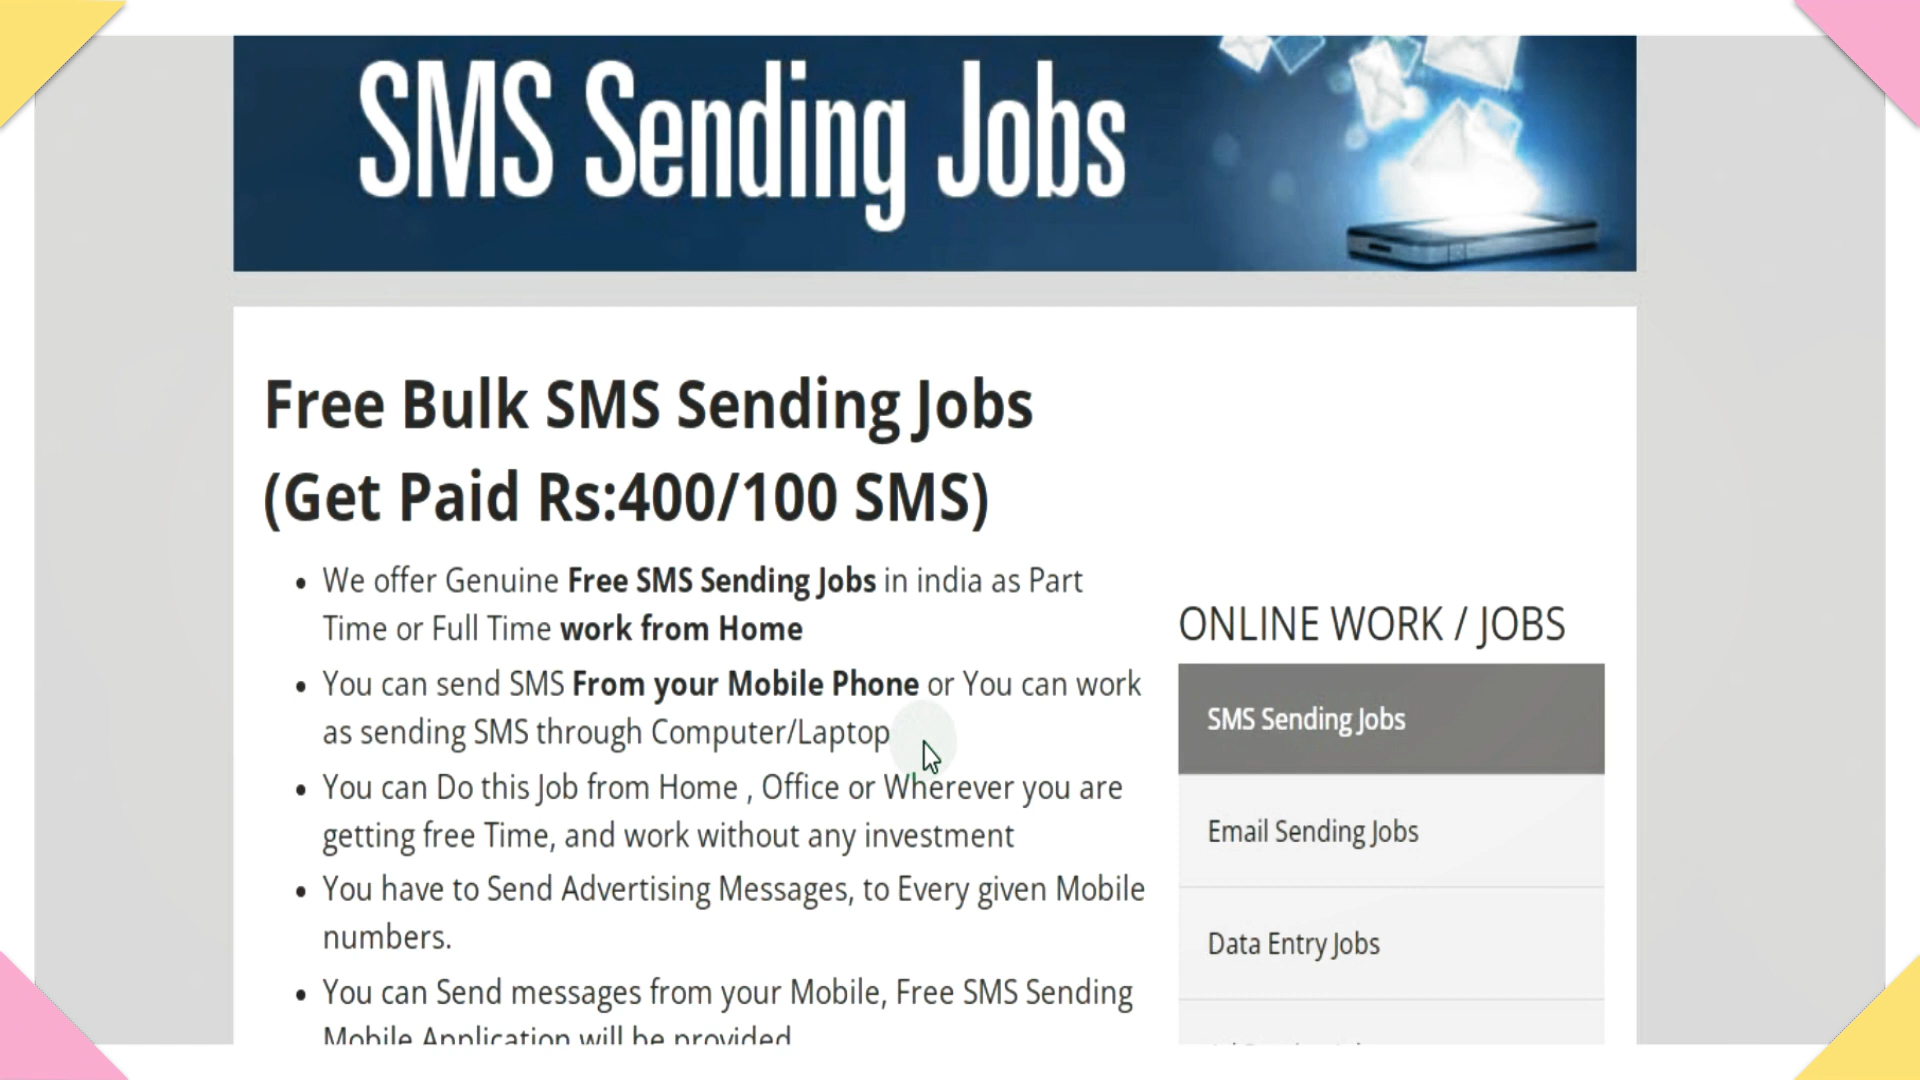 SMS Sending Jobs
Free Bulk SMS Sending Jobs
(Get Paid Rs:400/100 SMS)
• We offer Genuine Free SMS Sending Jobs in india as Part
Time or Full Time work from Home
• You can send SMS From your Mobile Phone or You can work
as sending SMS through Computer/Laptop
• You can Do this Job from Home , Office or Wherever you are
getting free Time, and work without any investment
• You have to Send Advertising Messages, to Every given Mobile
numbers.
• You can Send messages from your Mobile, Free SMS Sending
Mobile Application will be provided
ONLINE WORK / JOBS
SMS Sending Jobs
Email Sending Jobs
Data Entry Jobs